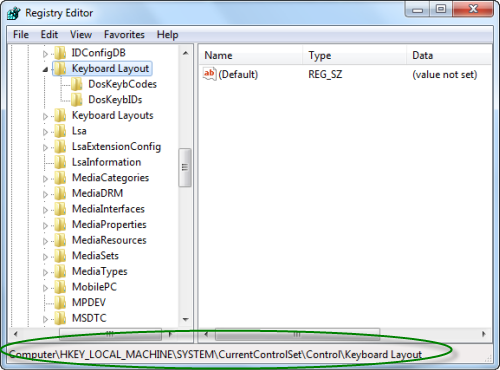 Registry Editor
File Edit View Favorites Help
IDConfigDB
Keyboard Layout
DosKeybCodes
DosKeybIDs
Keyboard Layouts
Lsa
LsaExtensionConfig
LsaInformation
MediaCategories
MediaDRM
MediaInterfaces
MediaProperties
MediaResources
MediaSets
MediaTypes
MobilePC
MPDEV
MSDTC
Name Type Data
ab (Default) REG_SZ (value not set)
Computer\HKEY_LOCAL_MACHINE\SYSTEM\CurrentControlSet\Control\Keyboard Layout